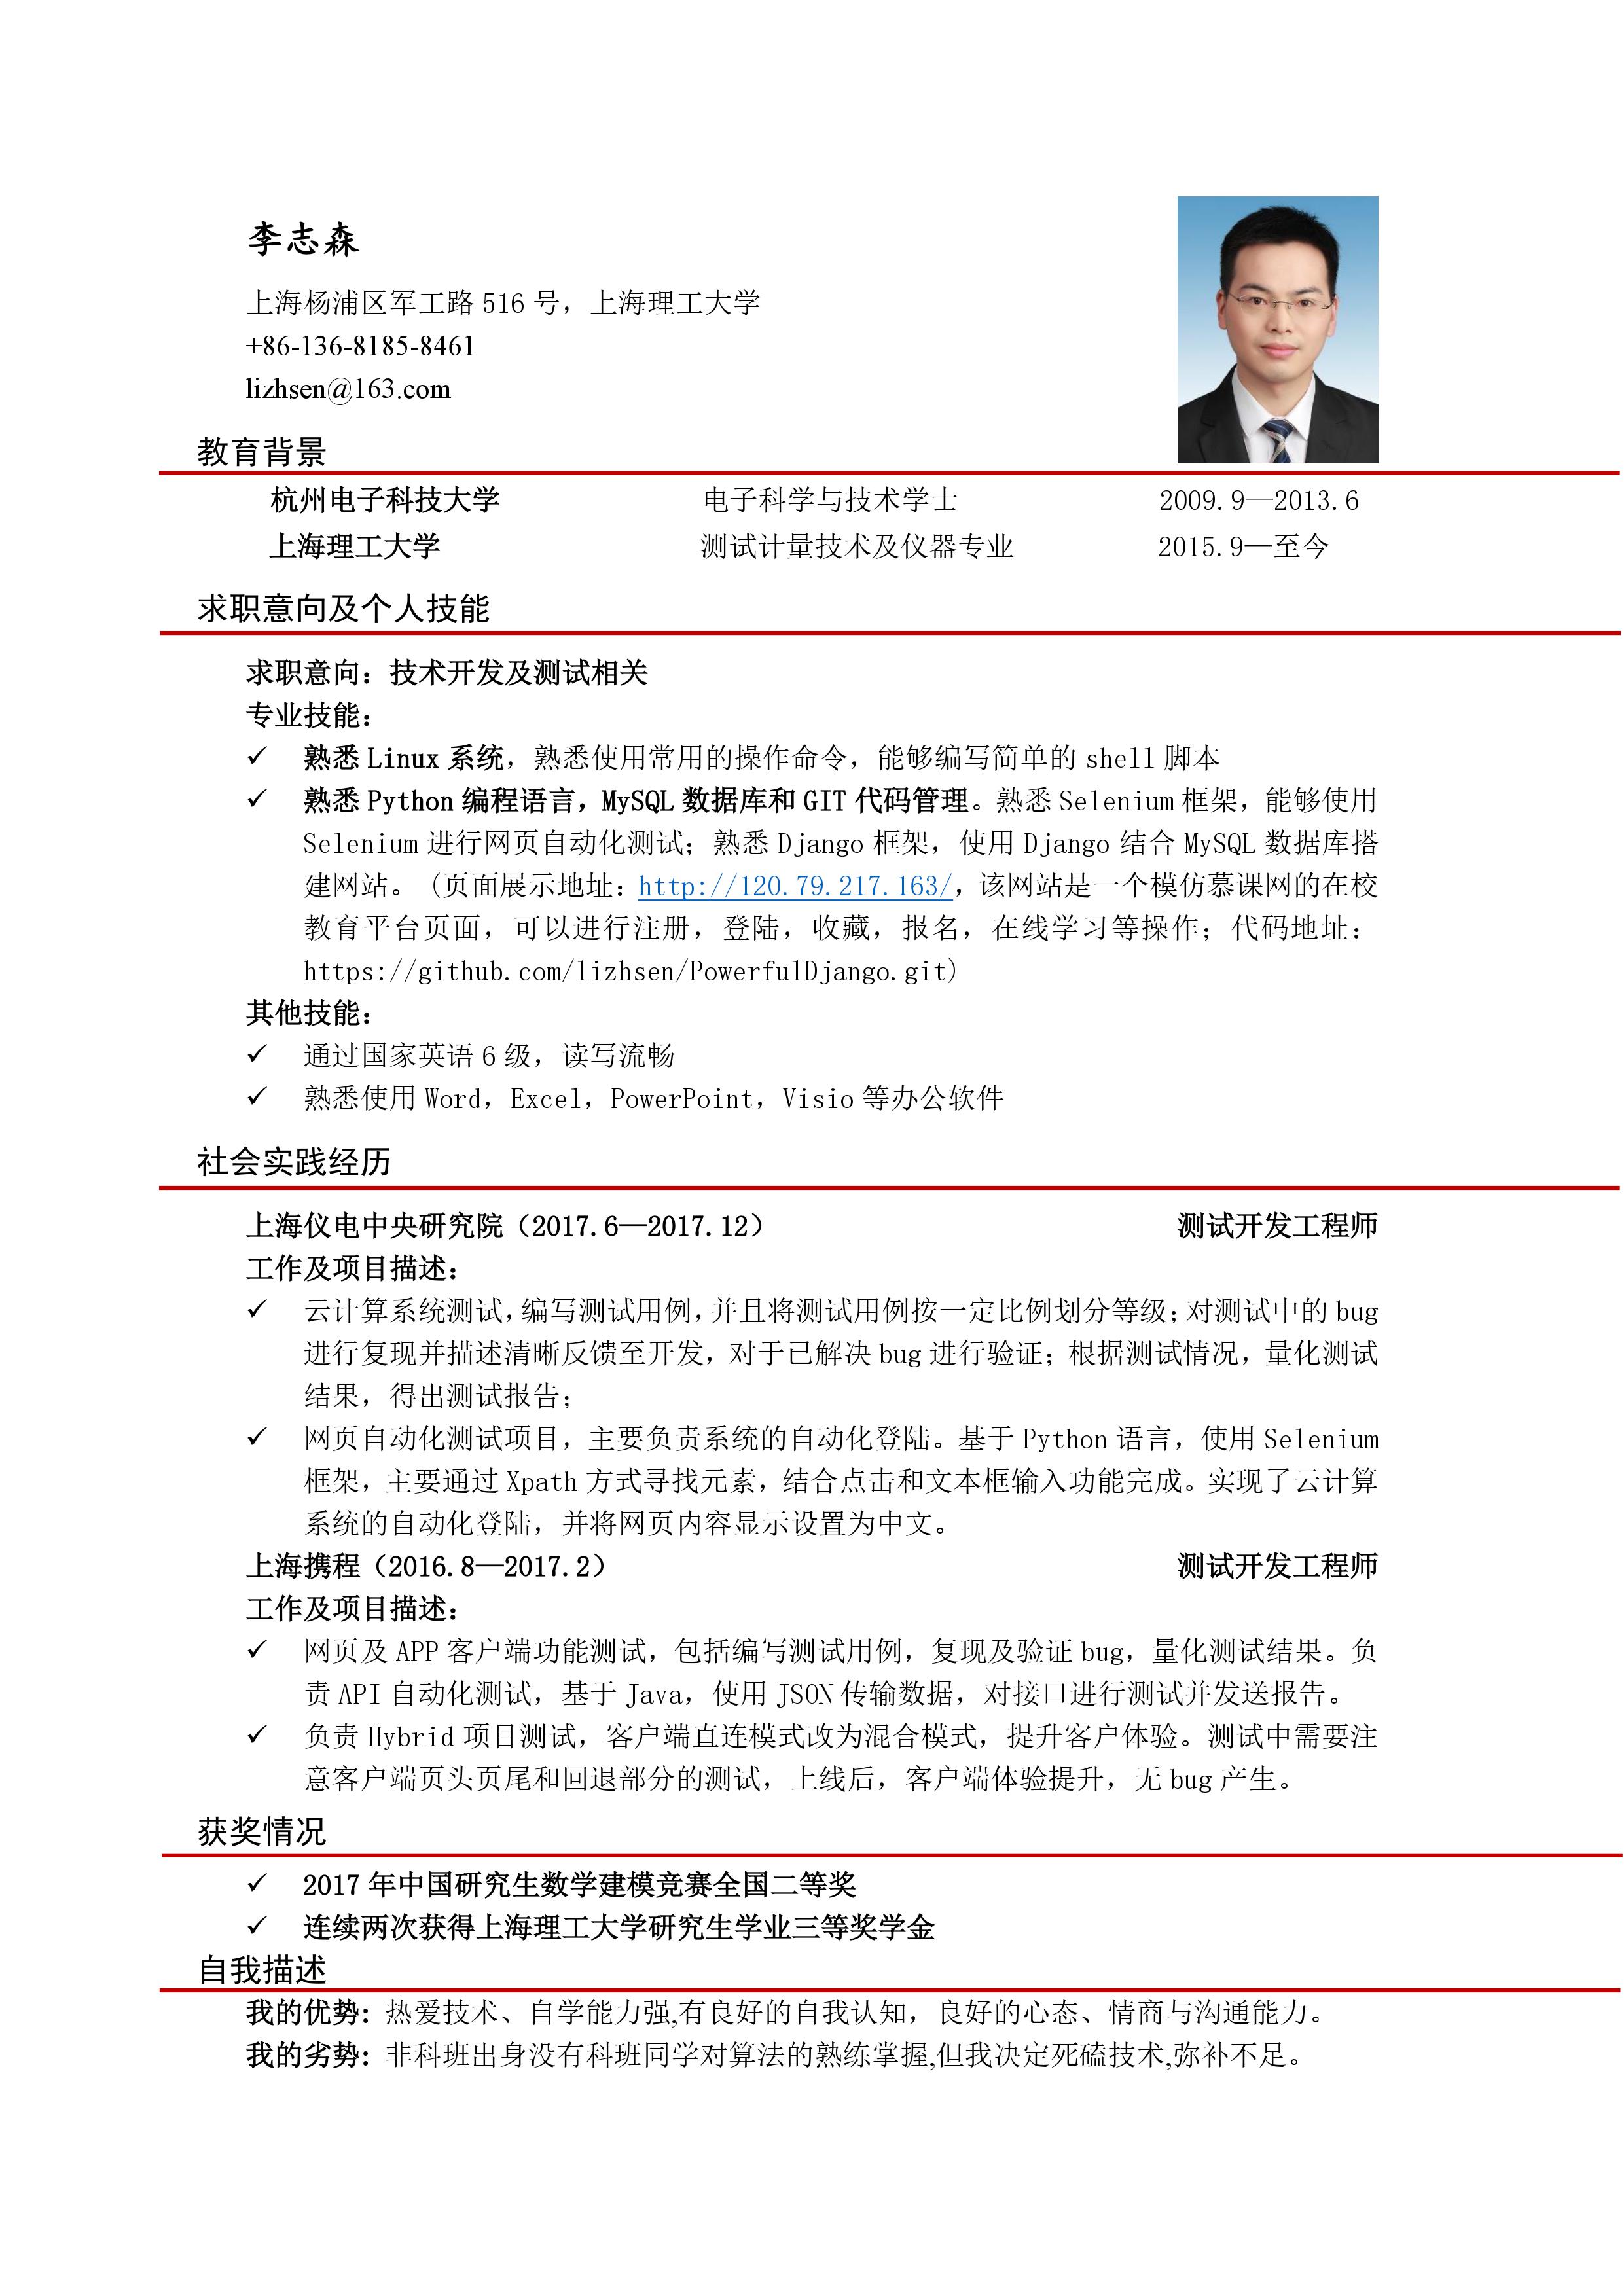 李志森
上海杨浦区军工路 516 号，上海理工大学
+86-136-8185-8461
lizhsen@163.com
教育背景
杭州电子科技大学 电子科学与技术学士 2009.9—2013.6
上海理工大学 测试计量技术及仪器专业 2015.9—至今
求职意向及个人技能
求职意向：技术开发及测试相关
专业技能：
✓ 熟悉 Linux 系统，熟悉使用常用的操作命令，能够编写简单的 shell 脚本
✓ 熟悉 Python 编程语言，MySQL 数据库和 GIT 代码管理。熟悉 Selenium 框架，能够使用
Selenium 进行网页自动化测试；熟悉 Django 框架，使用 Django 结合 MySQL 数据库搭
建网站。（页面展示地址：http://120.79.217.163/，该网站是一个模仿慕课网的在校
教育平台页面，可以进行注册，登陆，收藏，报名，在线学习等操作；代码地址：
https://github.com/lizhsen/PowerfulDjango.git)
其他技能：
✓ 通过国家英语 6 级，读写流畅
✓ 熟悉使用 Word，Excel，PowerPoint，Visio 等办公软件
社会实践经历
上海仪电中央研究院（2017.6—2017.12） 测试开发工程师
工作及项目描述：
✓ 云计算系统测试，编写测试用例，并且将测试用例按一定比例划分等级；对测试中的 bug
进行复现并描述清晰反馈至开发，对于已解决 bug 进行验证；根据测试情况，量化测试
结果，得出测试报告；
✓ 网页自动化测试项目，主要负责系统的自动化登陆。基于 Python 语言，使用 Selenium
框架，主要通过 Xpath 方式寻找元素，结合点击和文本框输入功能完成。实现了云计算
系统的自动化登陆，并将网页内容显示设置为中文。
上海携程（2016.8—2017.2） 测试开发工程师
工作及项目描述：
✓ 网页及 APP 客户端功能测试，包括编写测试用例，复现及验证 bug，量化测试结果。负
责 API 自动化测试，基于 Java，使用 JSON 传输数据，对接口进行测试并发送报告。
✓ 负责 Hybrid 项目测试，客户端直连模式改为混合模式，提升客户体验。测试中需要注
意客户端页头页尾和回退部分的测试，上线后，客户端体验提升，无 bug 产生。
获奖情况
✓ 2017 年中国研究生数学建模竞赛全国二等奖
✓ 连续两次获得上海理工大学研究生学业三等奖学金
自我描述
我的优势: 热爱技术、自学能力强,有良好的自我认知，良好的心态、情商与沟通能力。
我的劣势: 非科班出身没有科班同学对算法的熟练掌握,但我决定死磕技术,弥补不足。